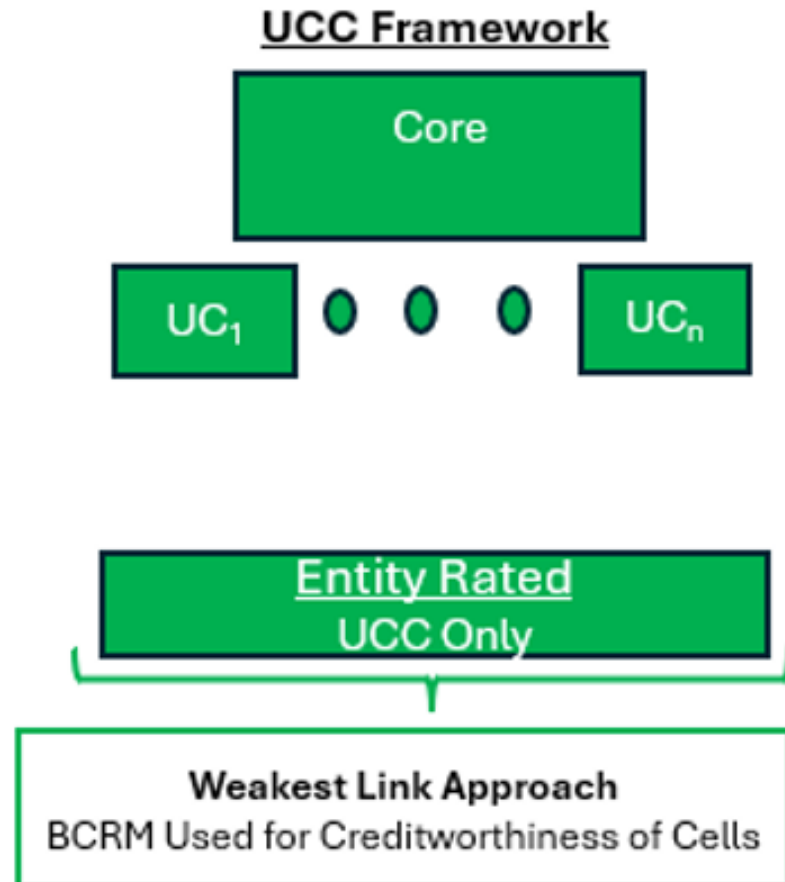 UCC Framework
Core
UC₁
UCₙ
Entity Rated
UCC Only
Weakest Link Approach
BCRM Used for Creditworthiness of Cells